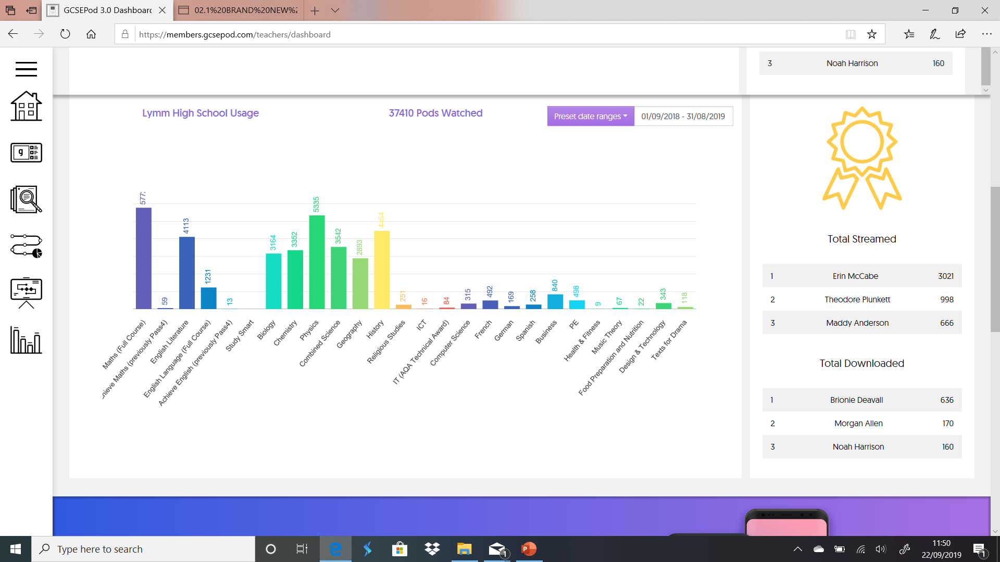 GCSEPod 3.0 Dashboard
02.1%20BRAND%20NEW%2
https://members.gcsepod.com/teachers/dashboard
3 Noah Harrison 160
Lymm High School Usage
37410 Pods Watched
Preset date ranges
01/09/2018 - 31/08/2019
g
59
4113
1231
13
3164
3352
5335
3542
2893
4454
251
16
84
315
492
169
258
840
498
9
67
22
343
118
Maths (Full Course)
Maths (previously Pass4)
English Literature
English Language (Full Course)
Achieve English (previously Pass4)
Study Smart
Biology
Chemistry
Physics
Combined Science
Geography
History
Religious Studies
ICT
IT (AQA Technical Award)
Computer Science
French
German
Spanish
Business
PE
Health & Fitness
Music Theory
Food Preparation and Nutrition
Design & Technology
Texts for Drama
Total Streamed
1 Erin McCabe 3021
2 Theodore Plunkett 998
3 Maddy Anderson 666
Total Downloaded
1 Brionie Deavall 636
2 Morgan Allen 170
3 Noah Harrison 160
Type here to search
1
P
11:50
22/09/2019
1